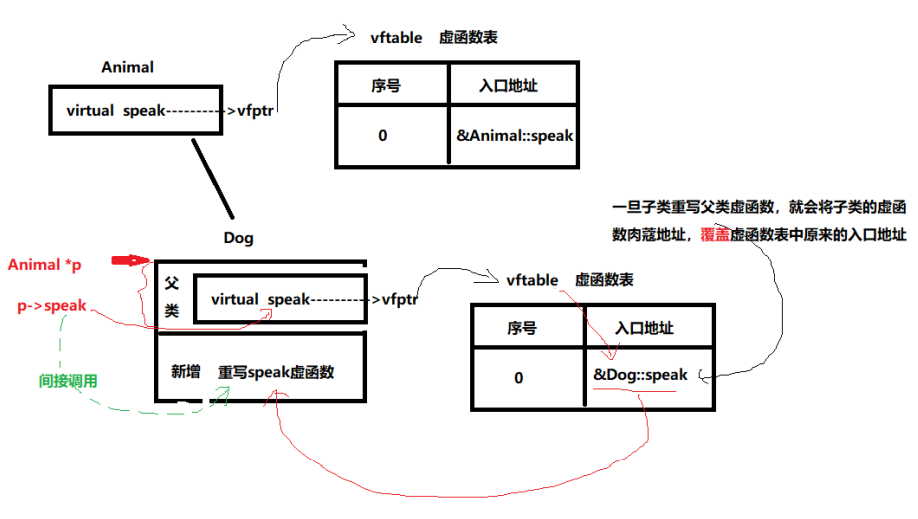 vftable 虚函数表
Animal
序号 入口地址
virtual speak----------->vfptr
0 &Animal::speak
一旦子类重写父类虚函数，就会将子类的虚函
数肉蔻地址，覆盖虚函数表中原来的入口地址
Dog
Animal *p
父类
virtual speak----------->vfptr
vftable 虚函数表
p->speak
序号 入口地址
间接调用
新增 重写speak虚函数
0 &Dog::speak